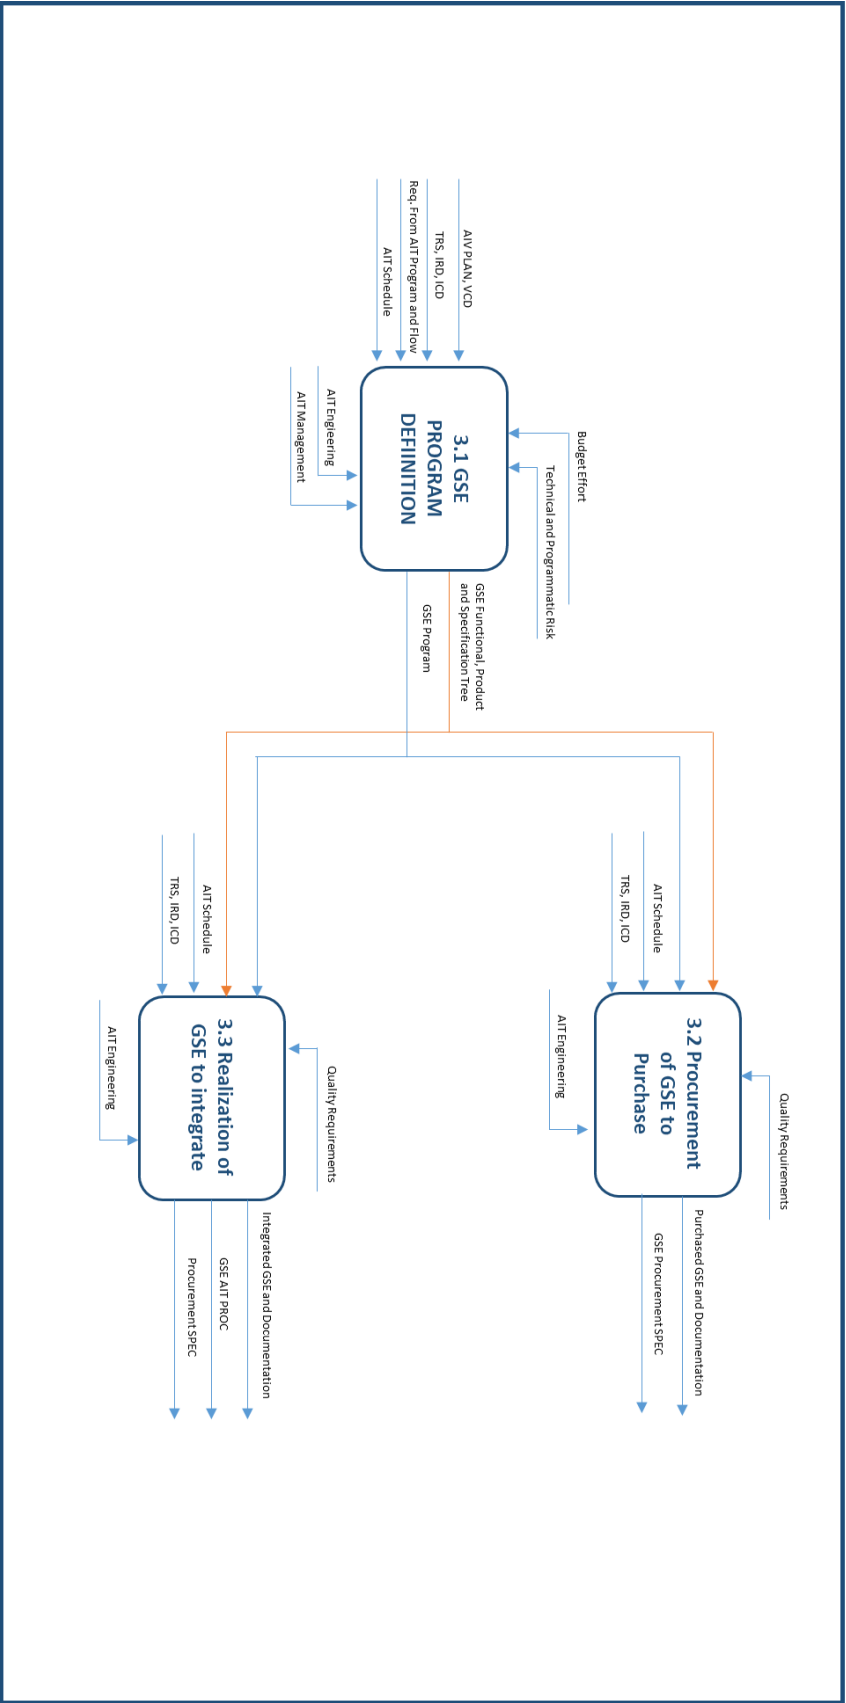 Budget Effort
Technical and Programmatic Risk
AIV PLAN, VCD
TRS, IRD, ICD
Req. From AIT Program and Flow
AIT Schedule
3.1 GSE
PROGRAM
DEFIINITION
AIT Engieering
AIT Management
GSE Functional, Product
and Specification Tree
GSE Program
Quality Requirements
AIT Schedule
TRS, IRD, ICD
3.2 Procurement
of GSE to
Purchase
AIT Engineering
Purchased GSE and Documentation
GSE Procurement SPEC
Quality Requirements
AIT Schedule
TRS, IRD, ICD
3.3 Realization of
GSE to integrate
AIT Engineering
Integrated GSE and Documentation
GSE AIT PROC
Procurement SPEC